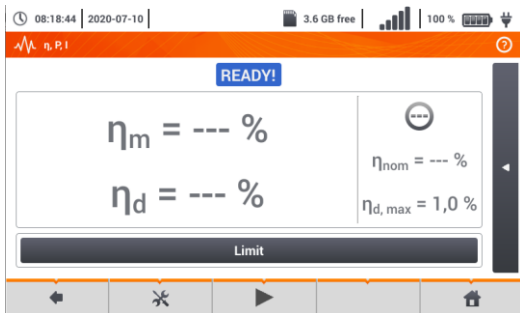 08:18:44 2020-07-10 3.6 GB free 100 %
η, P, I
READY!
ηm = --- %
ηd = --- %
---
ηnom = --- %
ηd, max = 1,0 %
Limit